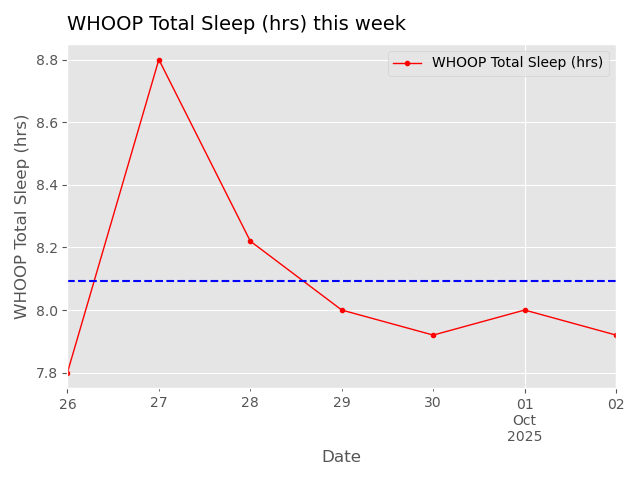 WHOOP Total Sleep (hrs) this week
WHOOP Total Sleep (hrs)
WHOOP Total Sleep (hrs)
8.8
8.6
8.4
8.2
8.0
7.8
26 27 28 29 30 01 02
Oct
2025
Date